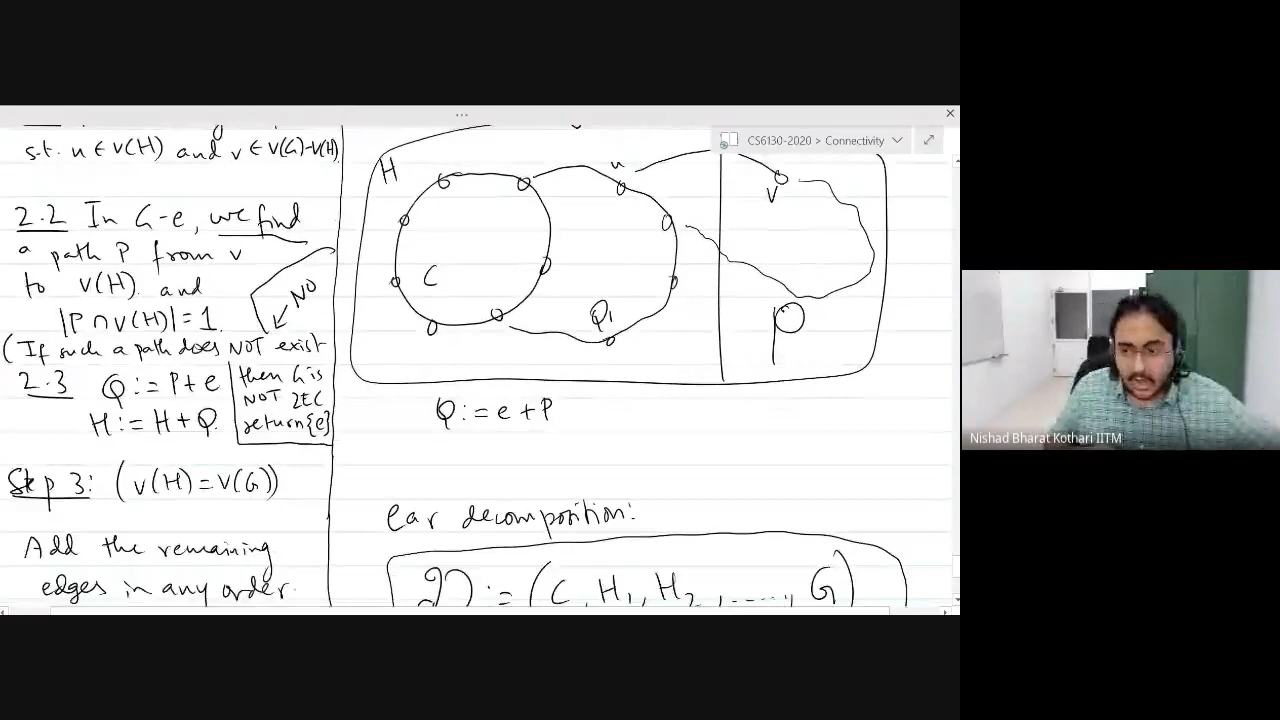 CS6130-2020 > Connectivity
s.t. u ∈ V(H) and v ∈ V(G)-V(H)
2.2 In G-e, we find
a path P from v
to V(H) and
|P ∩ V(H)| = 1.
(If such a path does NOT exist
NO
then G is
NOT 2EC
return {e}
2.3 Q := P + e
H := H + Q.
Step 3: (V(H) = V(G))
Add the remaining
edges in any order.
H
u
v
C
Q1
P
Q := e + P
Ear decomposition:
D := (C, H1, H2, ....., G)
Nishad Bharat Kothari IITM